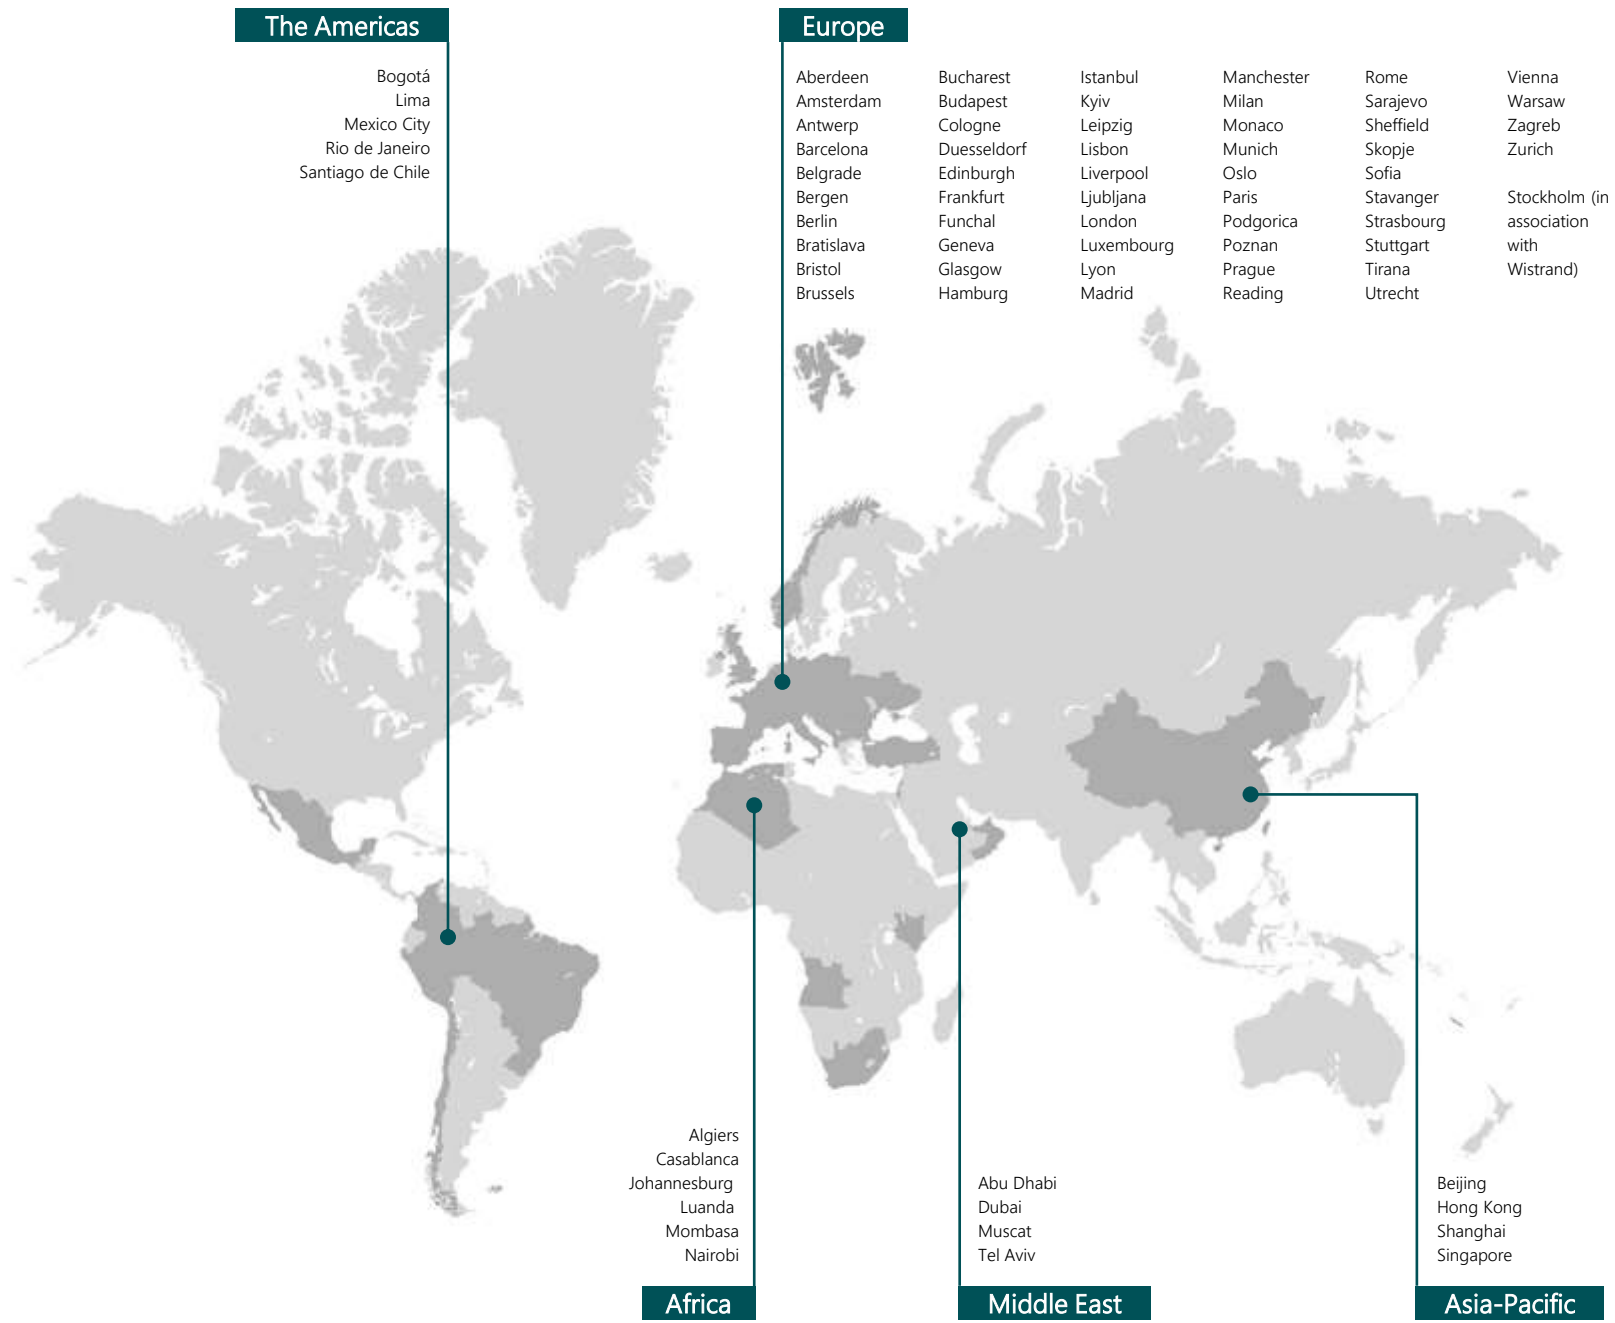 The Americas
Bogotá
Lima
Mexico City
Rio de Janeiro
Santiago de Chile
Europe
Aberdeen
Amsterdam
Antwerp
Barcelona
Belgrade
Bergen
Berlin
Bratislava
Bristol
Brussels
Bucharest
Budapest
Cologne
Duesseldorf
Edinburgh
Frankfurt
Funchal
Geneva
Glasgow
Hamburg
Istanbul
Kyiv
Leipzig
Lisbon
Liverpool
Ljubljana
London
Luxembourg
Lyon
Madrid
Manchester
Milan
Monaco
Munich
Oslo
Paris
Podgorica
Poznan
Prague
Reading
Rome
Sarajevo
Sheffield
Skopje
Sofia
Stavanger
Strasbourg
Stuttgart
Tirana
Utrecht
Vienna
Warsaw
Zagreb
Zurich
Stockholm (in
association
with
Wistrand)
Algiers
Casablanca
Johannesburg
Luanda
Mombasa
Nairobi
Africa
Abu Dhabi
Dubai
Muscat
Tel Aviv
Middle East
Beijing
Hong Kong
Shanghai
Singapore
Asia-Pacific